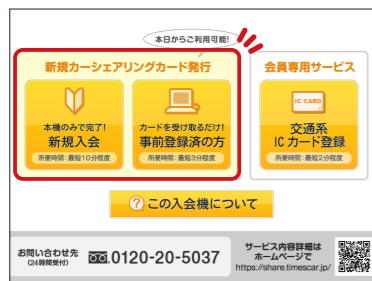 本日からご利用可能!
新規カーシェアリングカード発行
本機のみで完了!
新規入会
所要時間:最短10分程度
カードを受け取るだけ!
事前登録済の方
所要時間:最短3分程度
会員専用サービス
IC CARD
交通系
ICカード登録
所要時間:最短2分程度
? この入会機について
お問い合わせ先
(24時間受付)
0120-20-5037
サービス内容詳細は
ホームページで
https://share.timescar.jp/